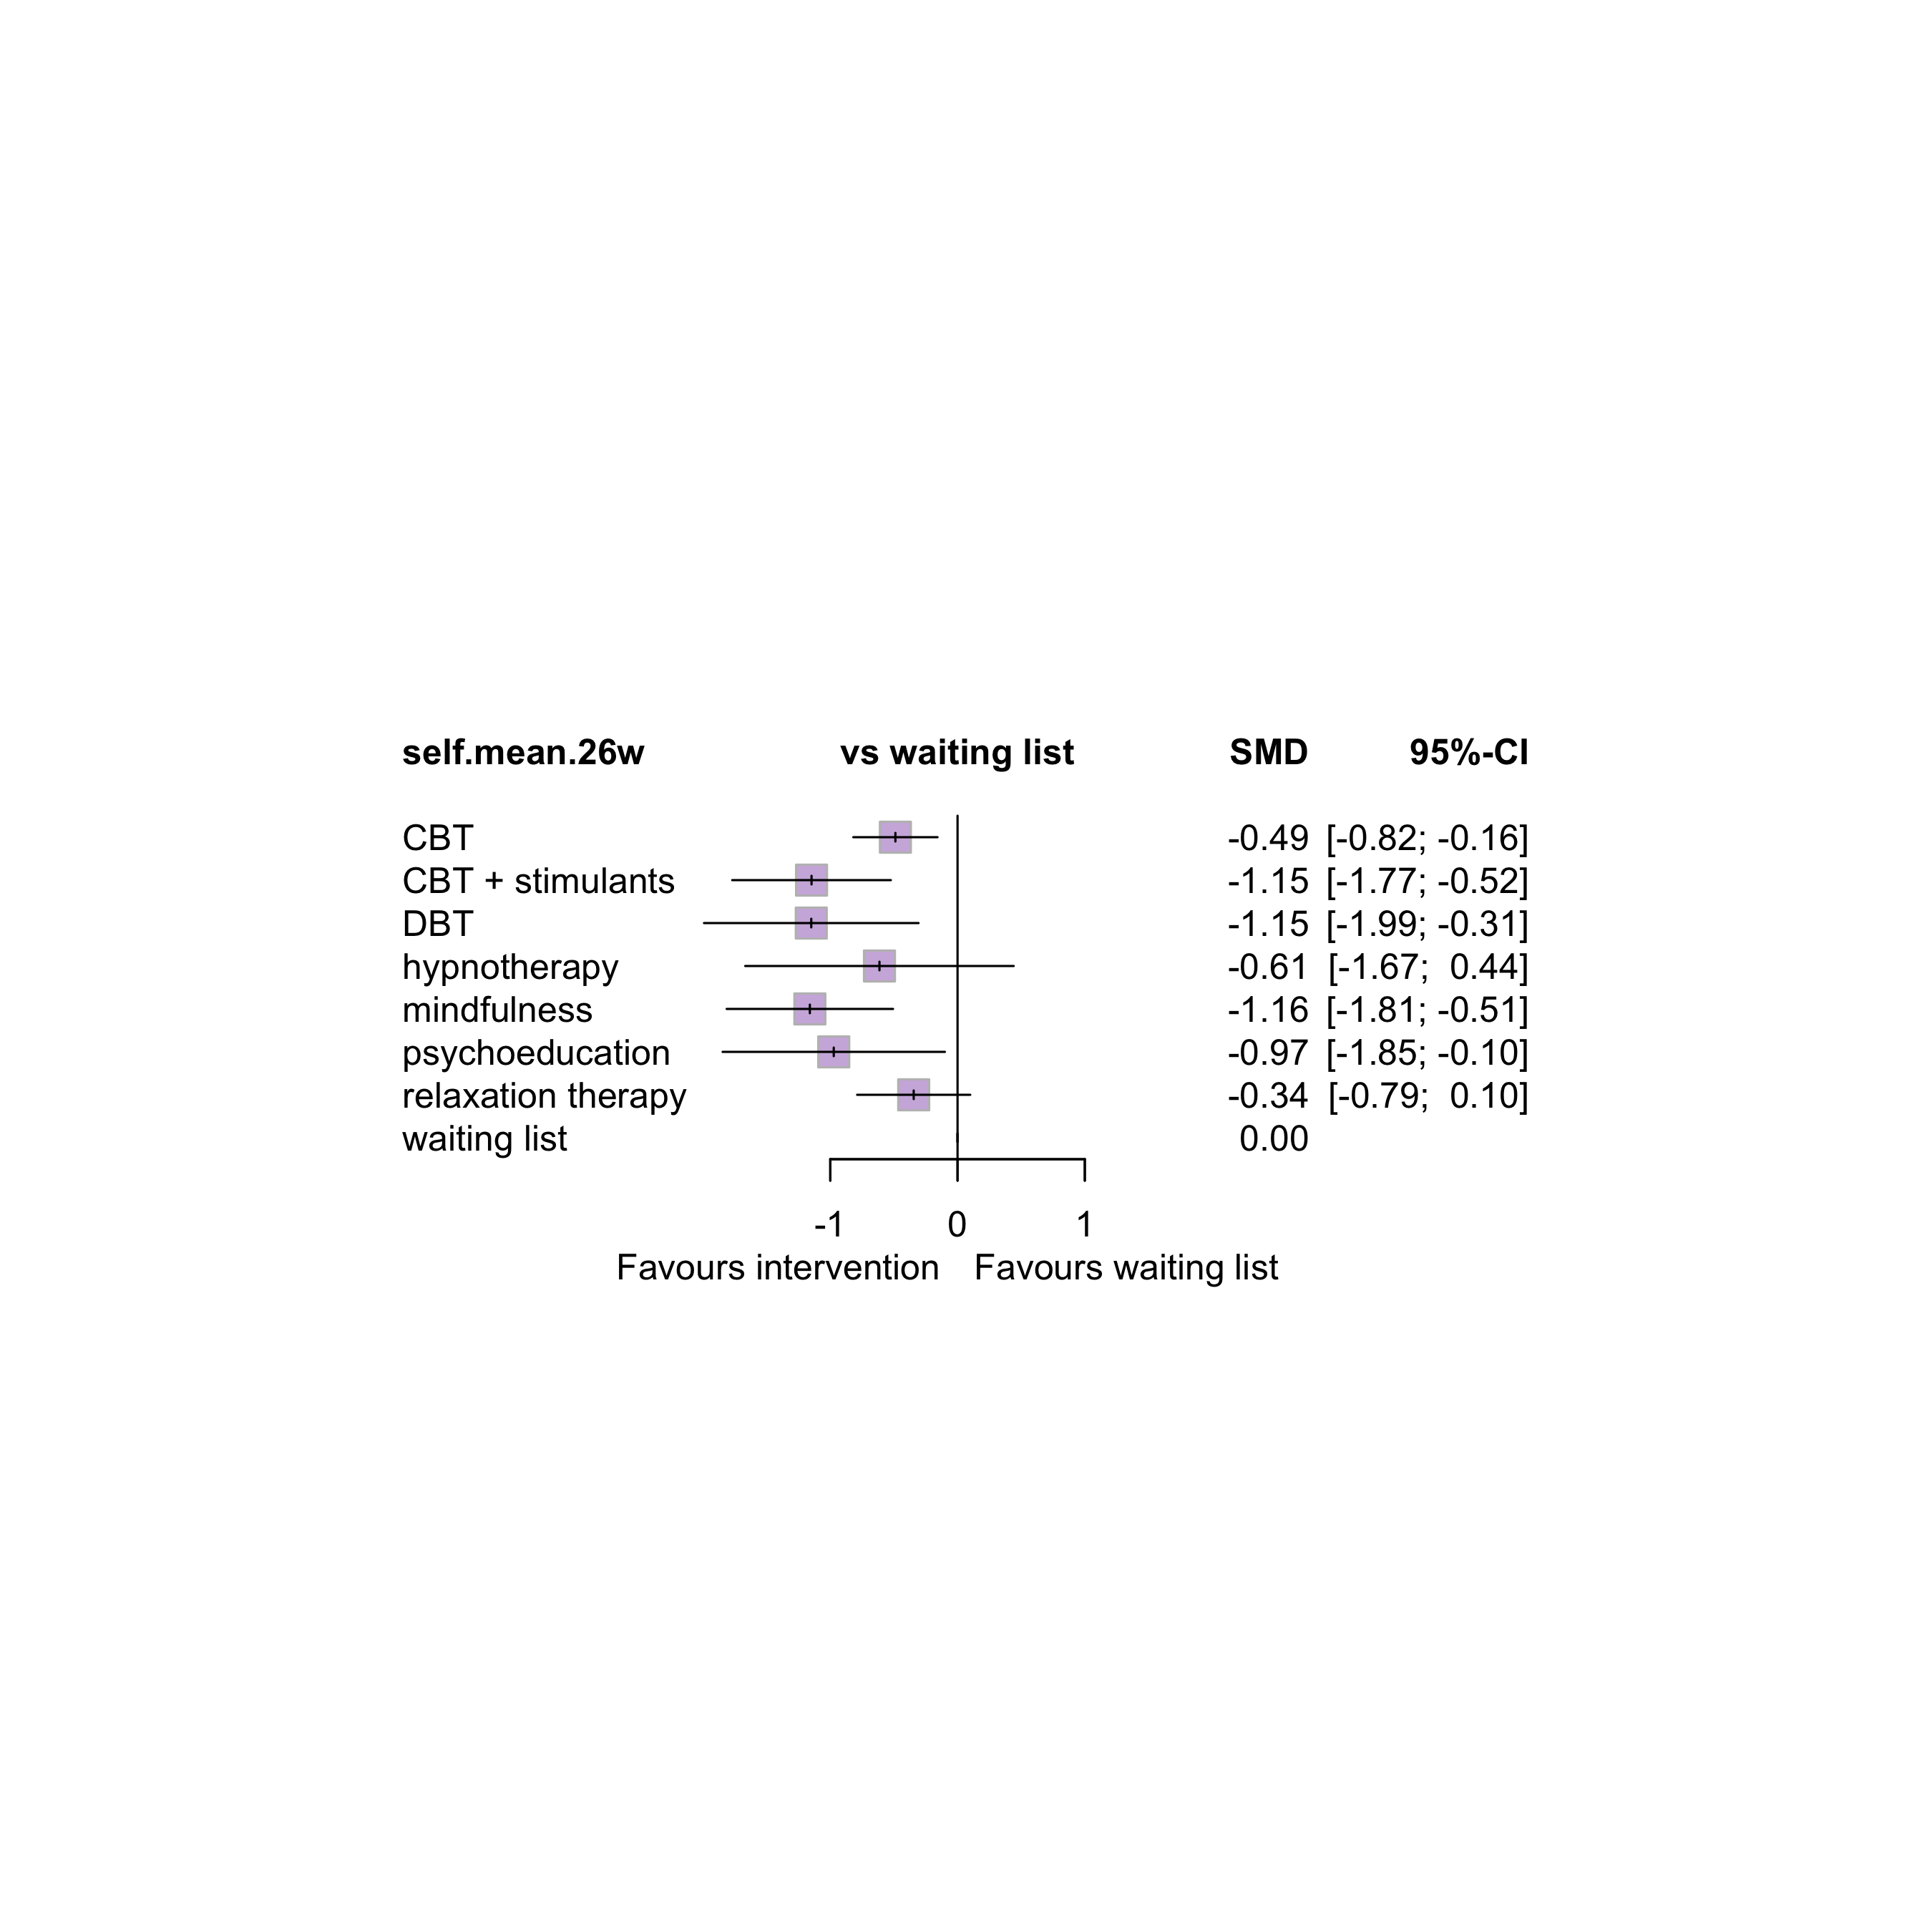 self.mean.26w vs waiting list SMD 95%-CI
CBT -0.49 [-0.82; -0.16]
CBT + stimulants -1.15 [-1.77; -0.52]
DBT -1.15 [-1.99; -0.31]
hypnotherapy -0.61 [-1.67; 0.44]
mindfulness -1.16 [-1.81; -0.51]
psychoeducation -0.97 [-1.85; -0.10]
relaxation therapy -0.34 [-0.79; 0.10]
waiting list 0.00
-1 0 1
Favours intervention Favours waiting list